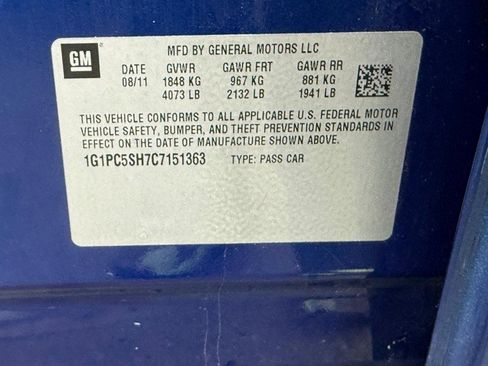 GM
MFD BY GENERAL MOTORS LLC
DATE GVWR GAWR FRT GAWR RR
08/11 1848 KG 967 KG 881 KG
4073 LB 2132 LB 1941 LB
THIS VEHICLE CONFORMS TO ALL APPLICABLE U.S. FEDERAL MOTOR
VEHICLE SAFETY, BUMPER, AND THEFT PREVENTION STANDARDS IN
EFFECT ON THE DATE OF MANUFACTURE SHOWN ABOVE.
1G1PC5SH7C7151363 TYPE: PASS CAR